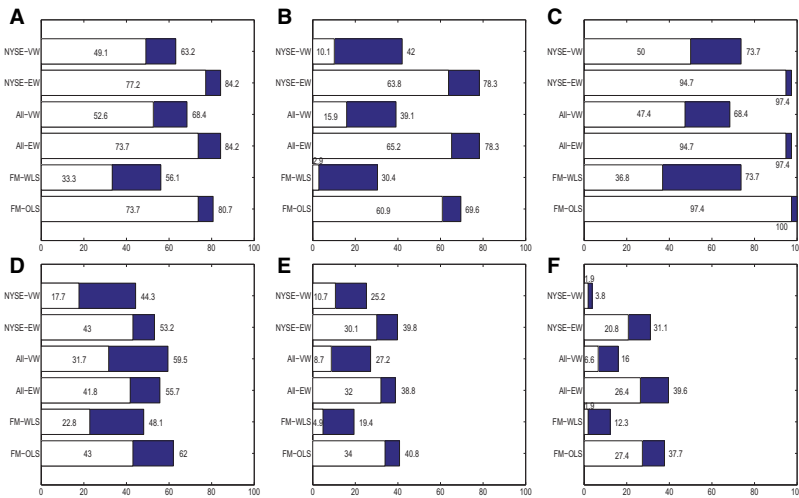 A
NYSE-VW 49.1 63.2
NYSE-EW 77.2 84.2
All-VW 52.6 68.4
All-EW 73.7 84.2
FM-WLS 33.3 56.1
FM-OLS 73.7 80.7
0 20 40 60 80 100
B
NYSE-VW 10.1 42
NYSE-EW 63.8 78.3
All-VW 15.9 39.1
All-EW 65.2 78.3
2.9
FM-WLS 30.4
FM-OLS 60.9 69.6
0 20 40 60 80 100
C
NYSE-VW 50 73.7
NYSE-EW 94.7
97.4
All-VW 47.4 68.4
All-EW 94.7
97.4
FM-WLS 36.8 73.7
FM-OLS 97.4
100
0 20 40 60 80 100
D
NYSE-VW 17.7 44.3
NYSE-EW 43 53.2
All-VW 31.7 59.5
All-EW 41.8 55.7
FM-WLS 22.8 48.1
FM-OLS 43 62
0 20 40 60 80 100
E
NYSE-VW 10.7 25.2
NYSE-EW 30.1 39.8
All-VW 8.7 27.2
All-EW 32 38.8
FM-WLS 4.9 19.4
FM-OLS 34 40.8
0 20 40 60 80 100
F
1.9
NYSE-VW 3.8
NYSE-EW 20.8 31.1
All-VW 6.6 16
All-EW 26.4 39.6
1.9
FM-WLS 12.3
FM-OLS 27.4 37.7
0 20 40 60 80 100